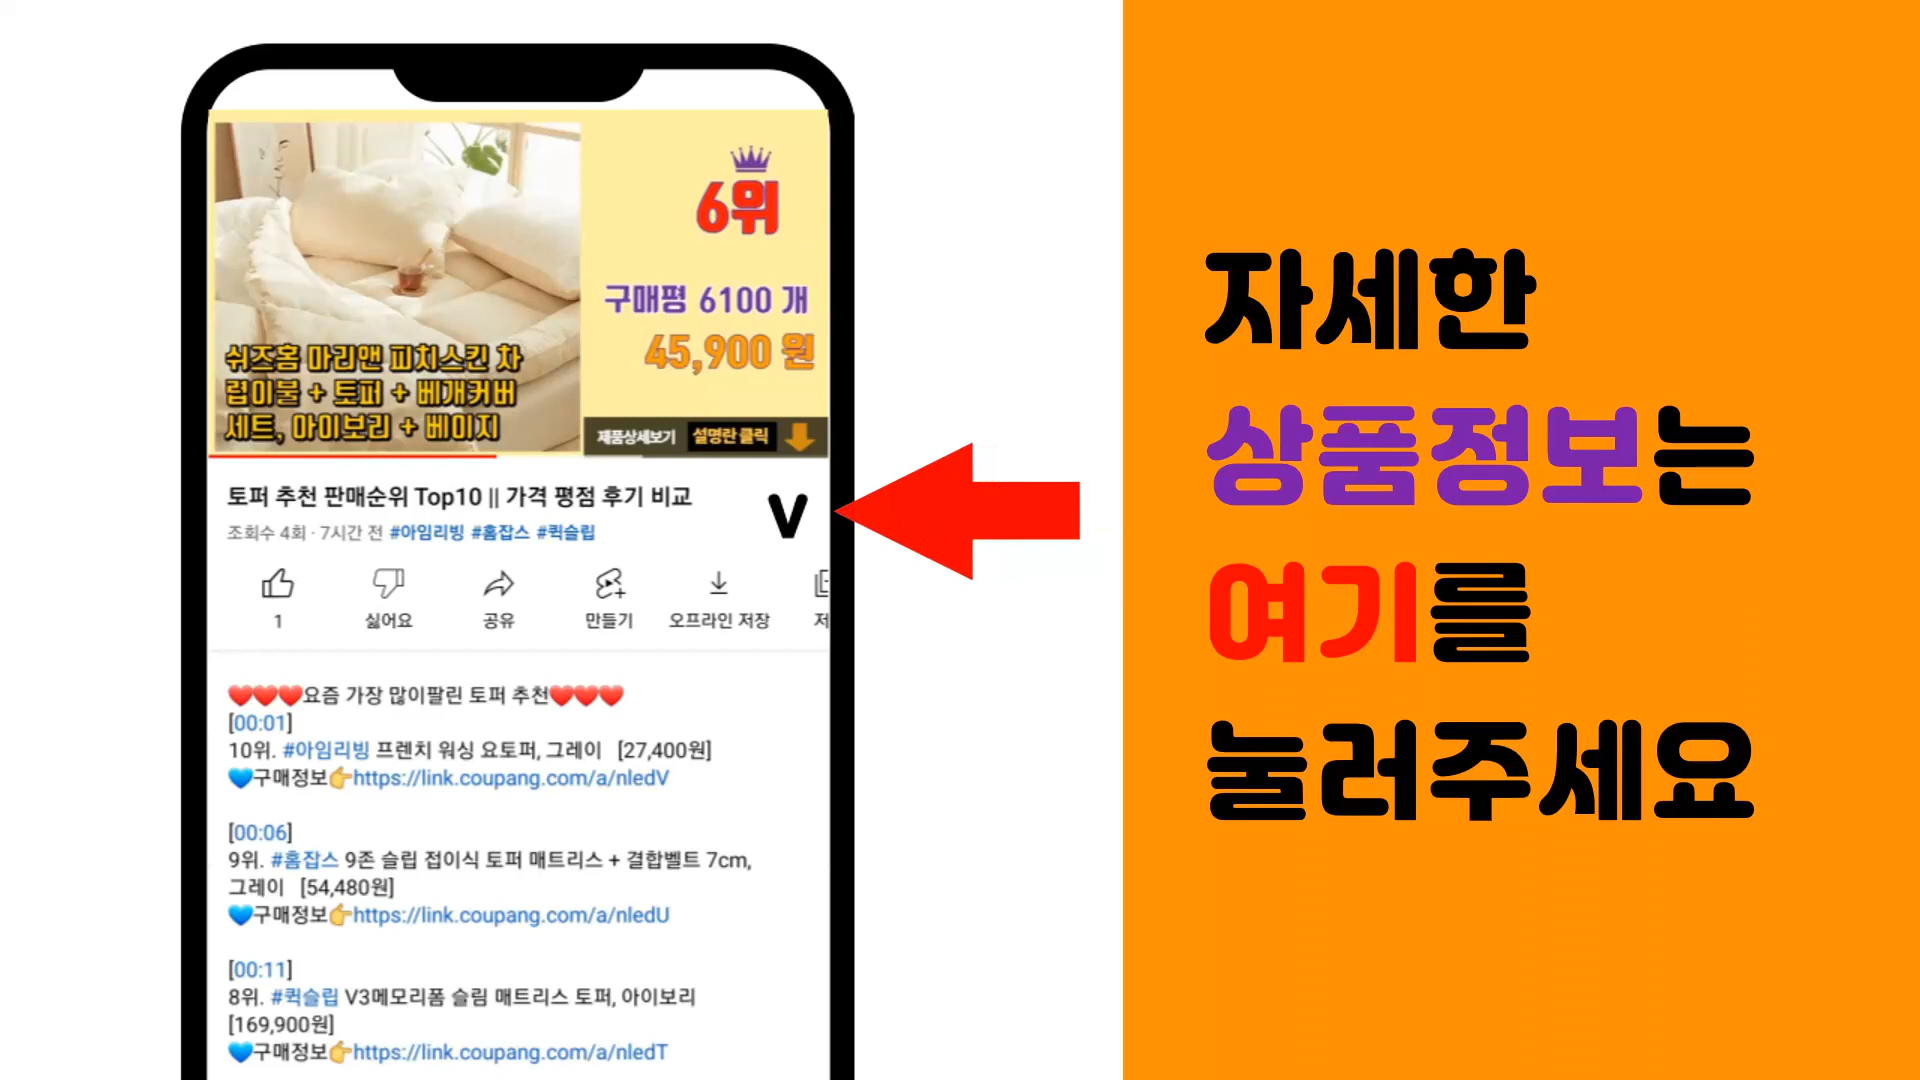 6위
구매평 6100 개
45,900 원
쉬즈홈 마리앤 피치스킨 차
렵이불 + 토퍼 + 베개커버
세트, 아이보리 + 베이지
제품상세보기 설명란 클릭
토퍼 추천 판매순위 Top10 || 가격 평점 후기 비교
V
조회수 4회 · 7시간 전 #아임리빙 #홈잡스 #퀵슬립
1 싫어요 공유 만들기 오프라인 저장 저
❤️❤️❤️요즘 가장 많이팔린 토퍼 추천❤️❤️❤️
[00:01]
10위. #아임리빙 프렌치 워싱 요토퍼, 그레이 [27,400원]
💙구매정보👉https://link.coupang.com/a/nledV
[00:06]
9위. #홈잡스 9존 슬립 접이식 토퍼 매트리스 + 결합벨트 7cm,
그레이 [54,480원]
💙구매정보👉https://link.coupang.com/a/nledU
[00:11]
8위. #퀵슬립 V3메모리폼 슬림 매트리스 토퍼, 아이보리
[169,900원]
💙구매정보👉https://link.coupang.com/a/nledT
자세한
상품정보는
여기를
눌러주세요